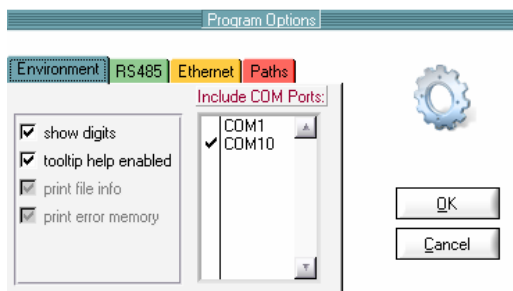 Program Options
Environment RS485 Ethernet Paths
Include COM Ports:
show digits
tooltip help enabled
print file info
print error memory
COM1
COM10
OK
Cancel